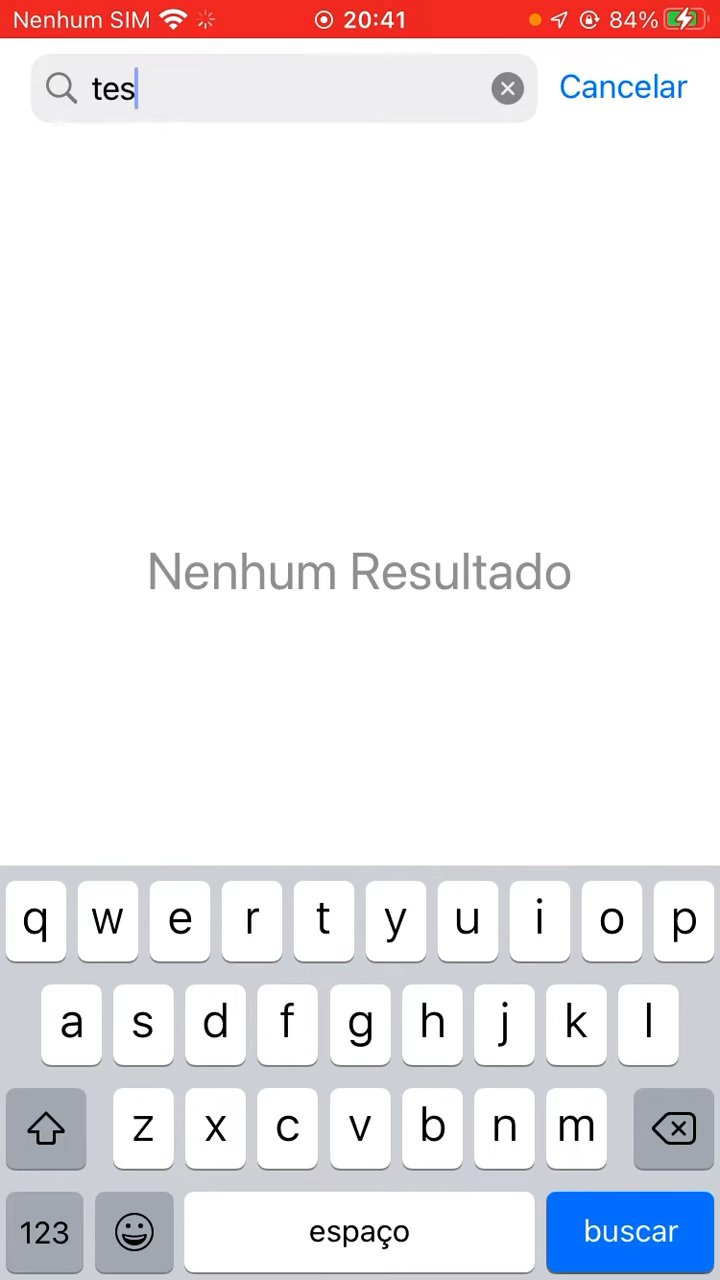 Nenhum SIM 20:41 84%
tes Cancelar
Nenhum Resultado
q w e r t y u i o p
a s d f g h j k l
z x c v b n m
123 espaço buscar